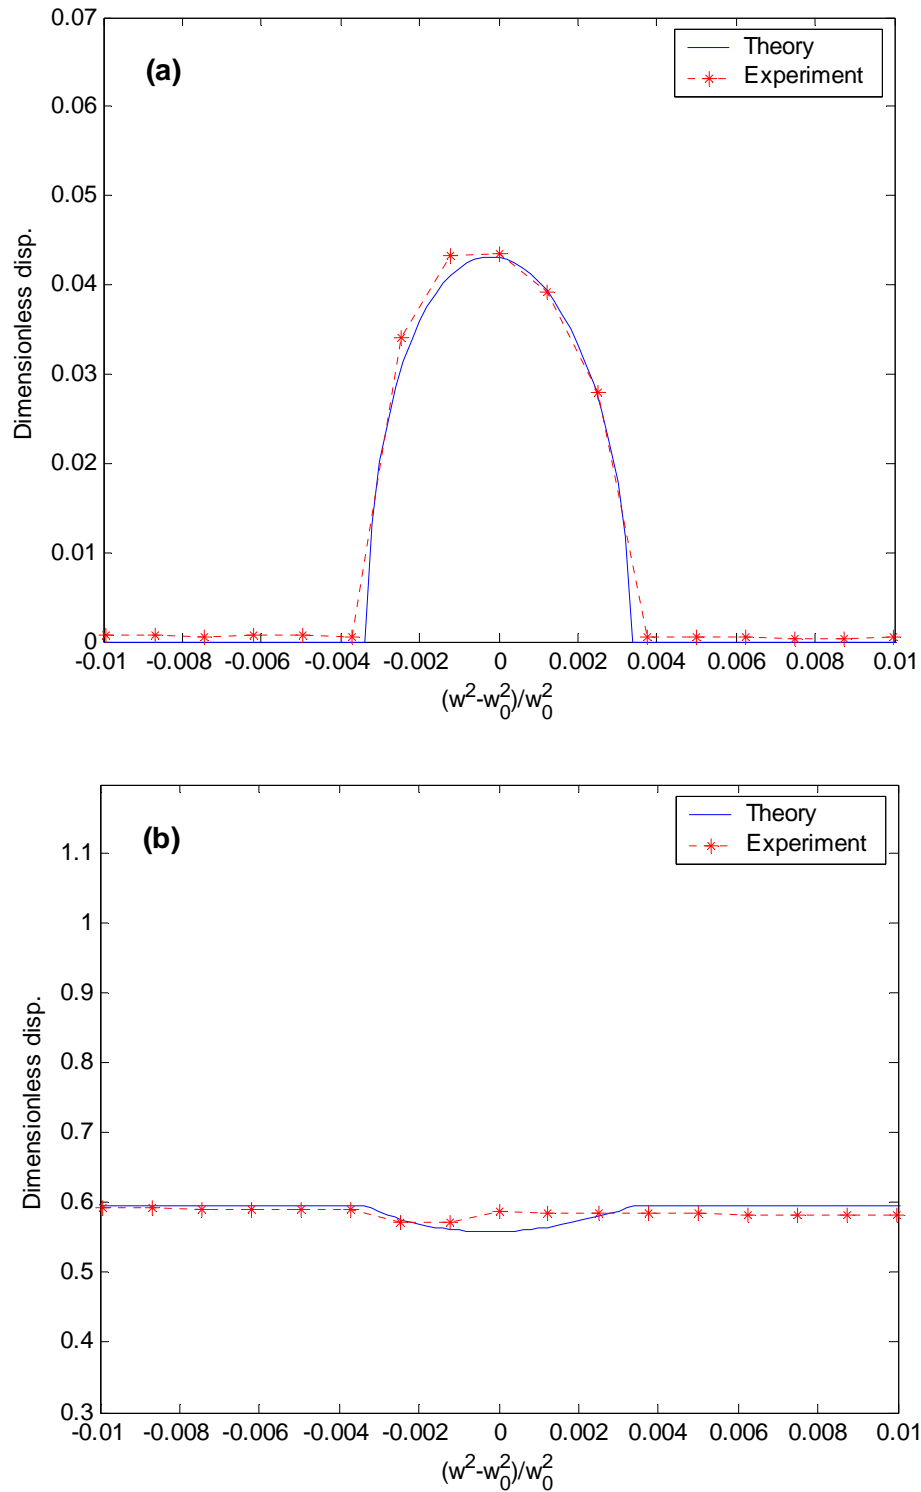 0.07
(a)
Theory
Experiment
0.06
0.05
0.04
0.03
0.02
0.01
0
Dimensionless disp.
-0.01 -0.008 -0.006 -0.004 -0.002 0 0.002 0.004 0.006 0.008 0.01
(w²-w₀²)/w₀²
(b)
Theory
Experiment
1.1
1
0.9
0.8
0.7
0.6
0.5
0.4
0.3
Dimensionless disp.
-0.01 -0.008 -0.006 -0.004 -0.002 0 0.002 0.004 0.006 0.008 0.01
(w²-w₀²)/w₀²